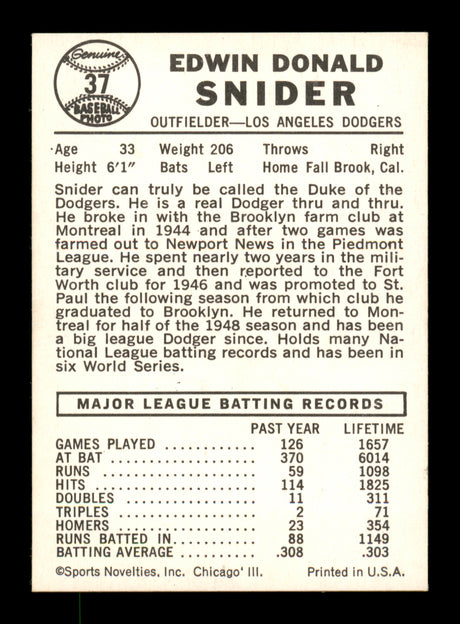 Genuine
37
BASEBALL
PHOTO
EDWIN DONALD
SNIDER
OUTFIELDER—LOS ANGELES DODGERS
Age 33 Weight 206 Throws Right
Height 6'1" Bats Left Home Fall Brook, Cal.
Snider can truly be called the Duke of the
Dodgers. He is a real Dodger thru and thru.
He broke in with the Brooklyn farm club at
Montreal in 1944 and after two games was
farmed out to Newport News in the Piedmont
League. He spent nearly two years in the mili-
tary service and then reported to the Fort
Worth club for 1946 and was promoted to St.
Paul the following season from which club he
graduated to Brooklyn. He returned to Mon-
treal for half of the 1948 season and has been
a big league Dodger since. Holds many Na-
tional League batting records and has been in
six World Series.
MAJOR LEAGUE BATTING RECORDS
PAST YEAR LIFETIME
GAMES PLAYED ........... 126 1657
AT BAT .................. 370 6014
RUNS ................... 59 1098
HITS .................... 114 1825
DOUBLES ................ 11 311
TRIPLES ................. 2 71
HOMERS ................. 23 354
RUNS BATTED IN.......... 88 1149
BATTING AVERAGE ........ .308 .303
©Sports Novelties, Inc. Chicago' Ill. Printed in U.S.A.